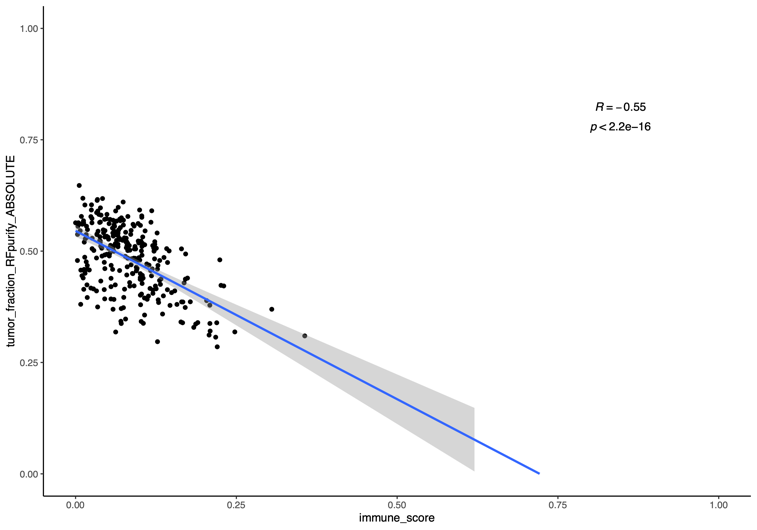 1.00
R = −0.55
p < 2.2e−16
0.75
0.50
0.25
0.00
tumor_fraction_RFpurify_ABSOLUTE
0.00 0.25 0.50 0.75 1.00
immune_score